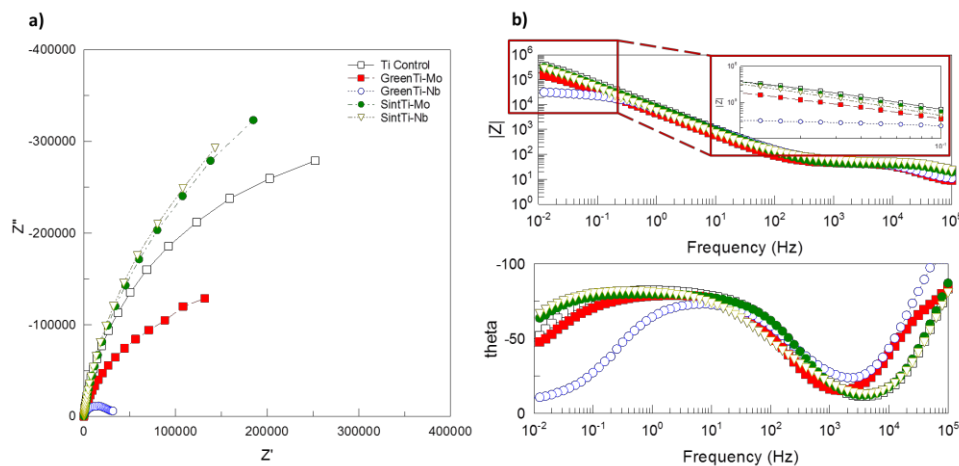 a)
-400000
-300000
-200000
-100000
0
Z"
0 100000 200000 300000 400000
Z'
Ti Control
GreenTi-Mo
GreenTi-Nb
SintTi-Mo
SintTi-Nb
b)
10⁶
10⁵
10⁴
10³
10²
10¹
10⁰
|Z|
|Z|
10⁻² 10⁻¹ 10⁰ 10¹ 10² 10³ 10⁴ 10⁵
Frequency (Hz)
-100
-50
0
theta
10⁻² 10⁻¹ 10⁰ 10¹ 10² 10³ 10⁴ 10⁵
Frequency (Hz)